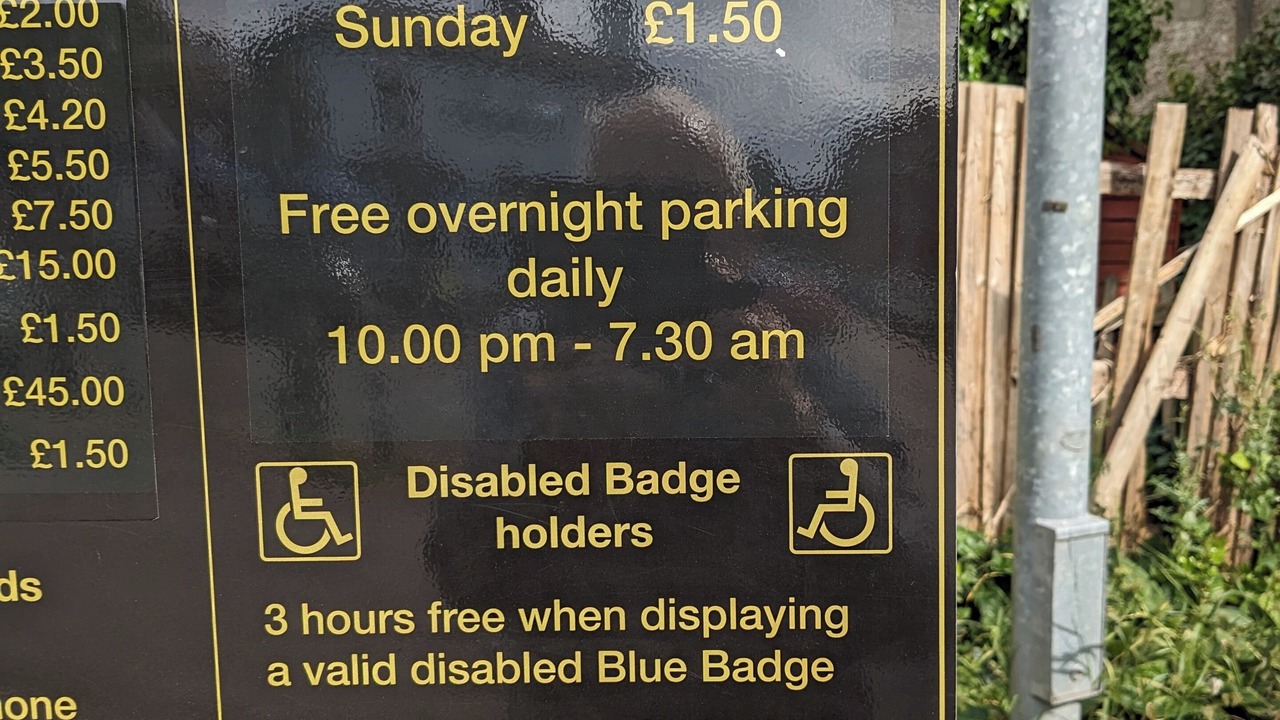 £2.00
£3.50
£4.20
£5.50
£7.50
£15.00
£1.50
£45.00
£1.50
Sunday £1.50
Free overnight parking
daily
10.00 pm - 7.30 am
Disabled Badge
holders
3 hours free when displaying
a valid disabled Blue Badge